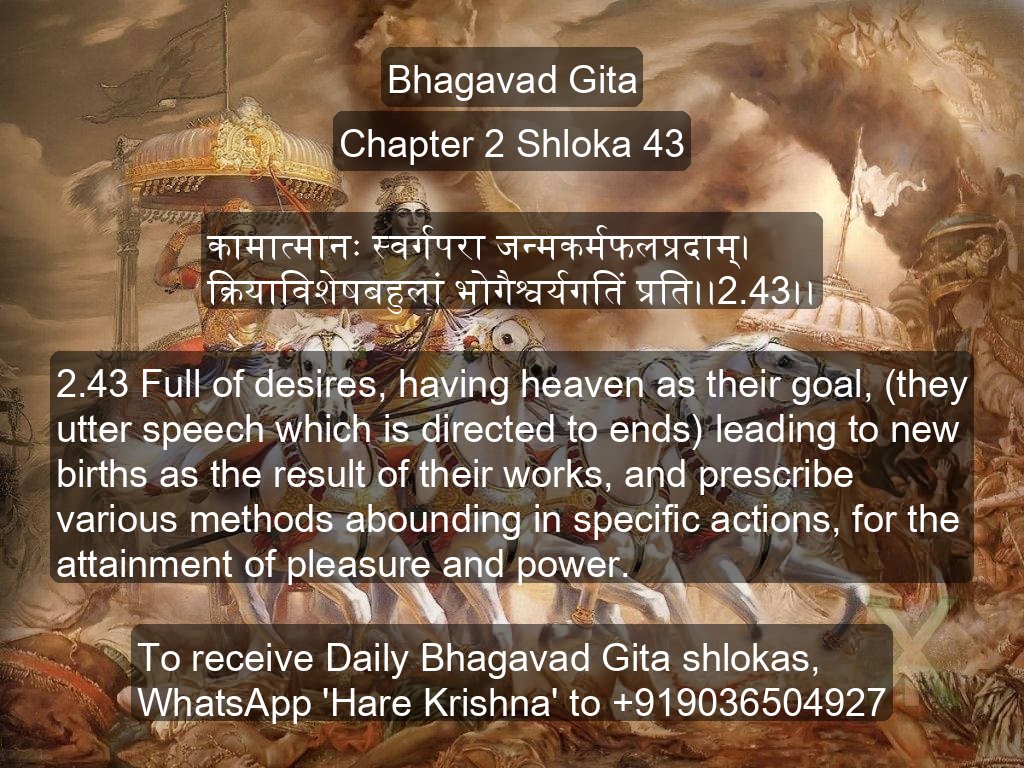 Bhagavad Gita
Chapter 2 Shloka 43
कामात्मानः स्वर्गपरा जन्मकर्मफलप्रदाम्।
क्रियाविशेषबहुलां भोगैश्वर्यगतिं प्रति।।2.43।।
2.43 Full of desires, having heaven as their goal, (they
utter speech which is directed to ends) leading to new
births as the result of their works, and prescribe
various methods abounding in specific actions, for the
attainment of pleasure and power.
To receive Daily Bhagavad Gita shlokas,
WhatsApp 'Hare Krishna' to +919036504927